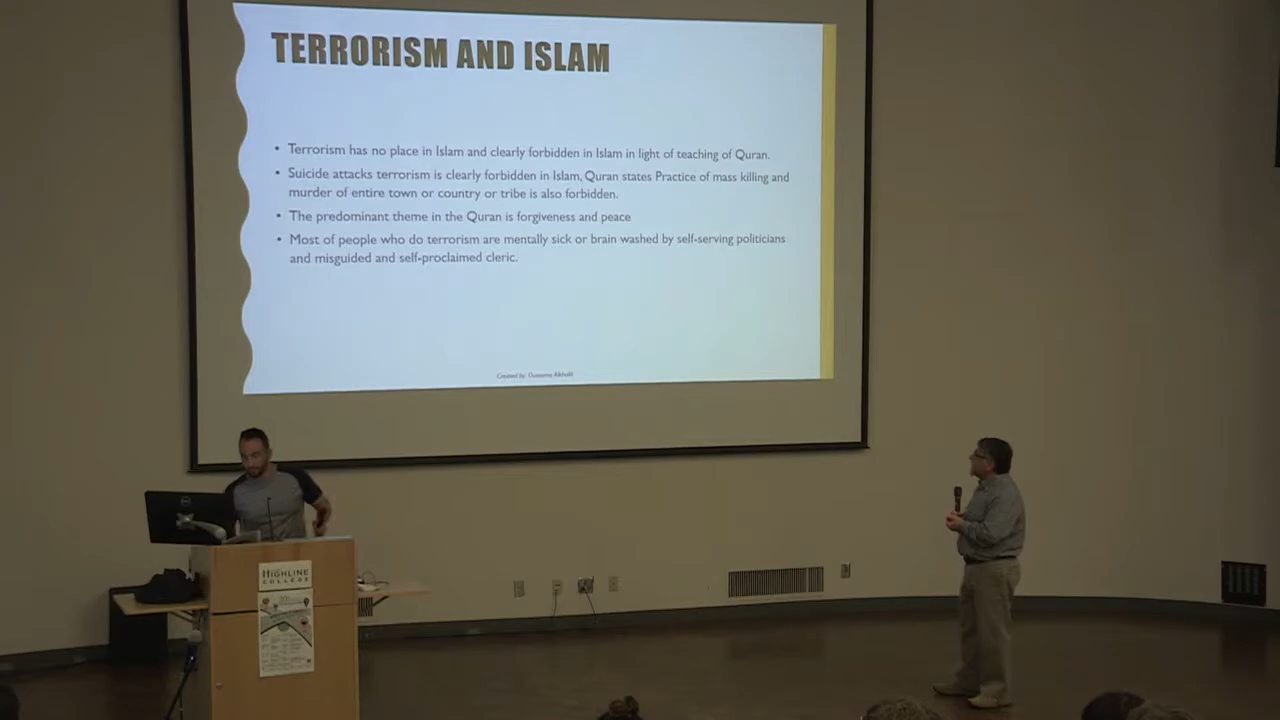 TERRORISM AND ISLAM
• Terrorism has no place in Islam and clearly forbidden in Islam in light of teaching of Quran.
• Suicide attacks terrorism is clearly forbidden in Islam, Quran states Practice of mass killing and
murder of entire town or country or tribe is also forbidden.
• The predominant theme in the Quran is forgiveness and peace
• Most of people who do terrorism are mentally sick or brain washed by self-serving politicians
and misguided and self-proclaimed cleric.
Created by: Oussama Alkhalili
HIGHLINE
COLLEGE